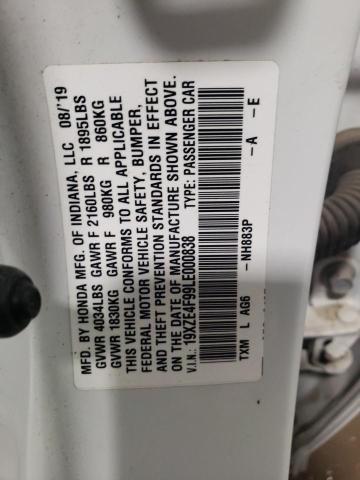 MFD. BY HONDA MFG. OF INDIANA, LLC 08/'19
GVWR 4034LBS GAWR F 2160LBS R 1895LBS
GVWR 1830KG GAWR F 980KG R 860KG
THIS VEHICLE CONFORMS TO ALL APPLICABLE
FEDERAL MOTOR VEHICLE SAFETY, BUMPER,
AND THEFT PREVENTION STANDARDS IN EFFECT
ON THE DATE OF MANUFACTURE SHOWN ABOVE.
V.I.N.: 19XZE4F99LE000838 TYPE: PASSENGER CAR
TXM L AG6 -NH883P -A -E